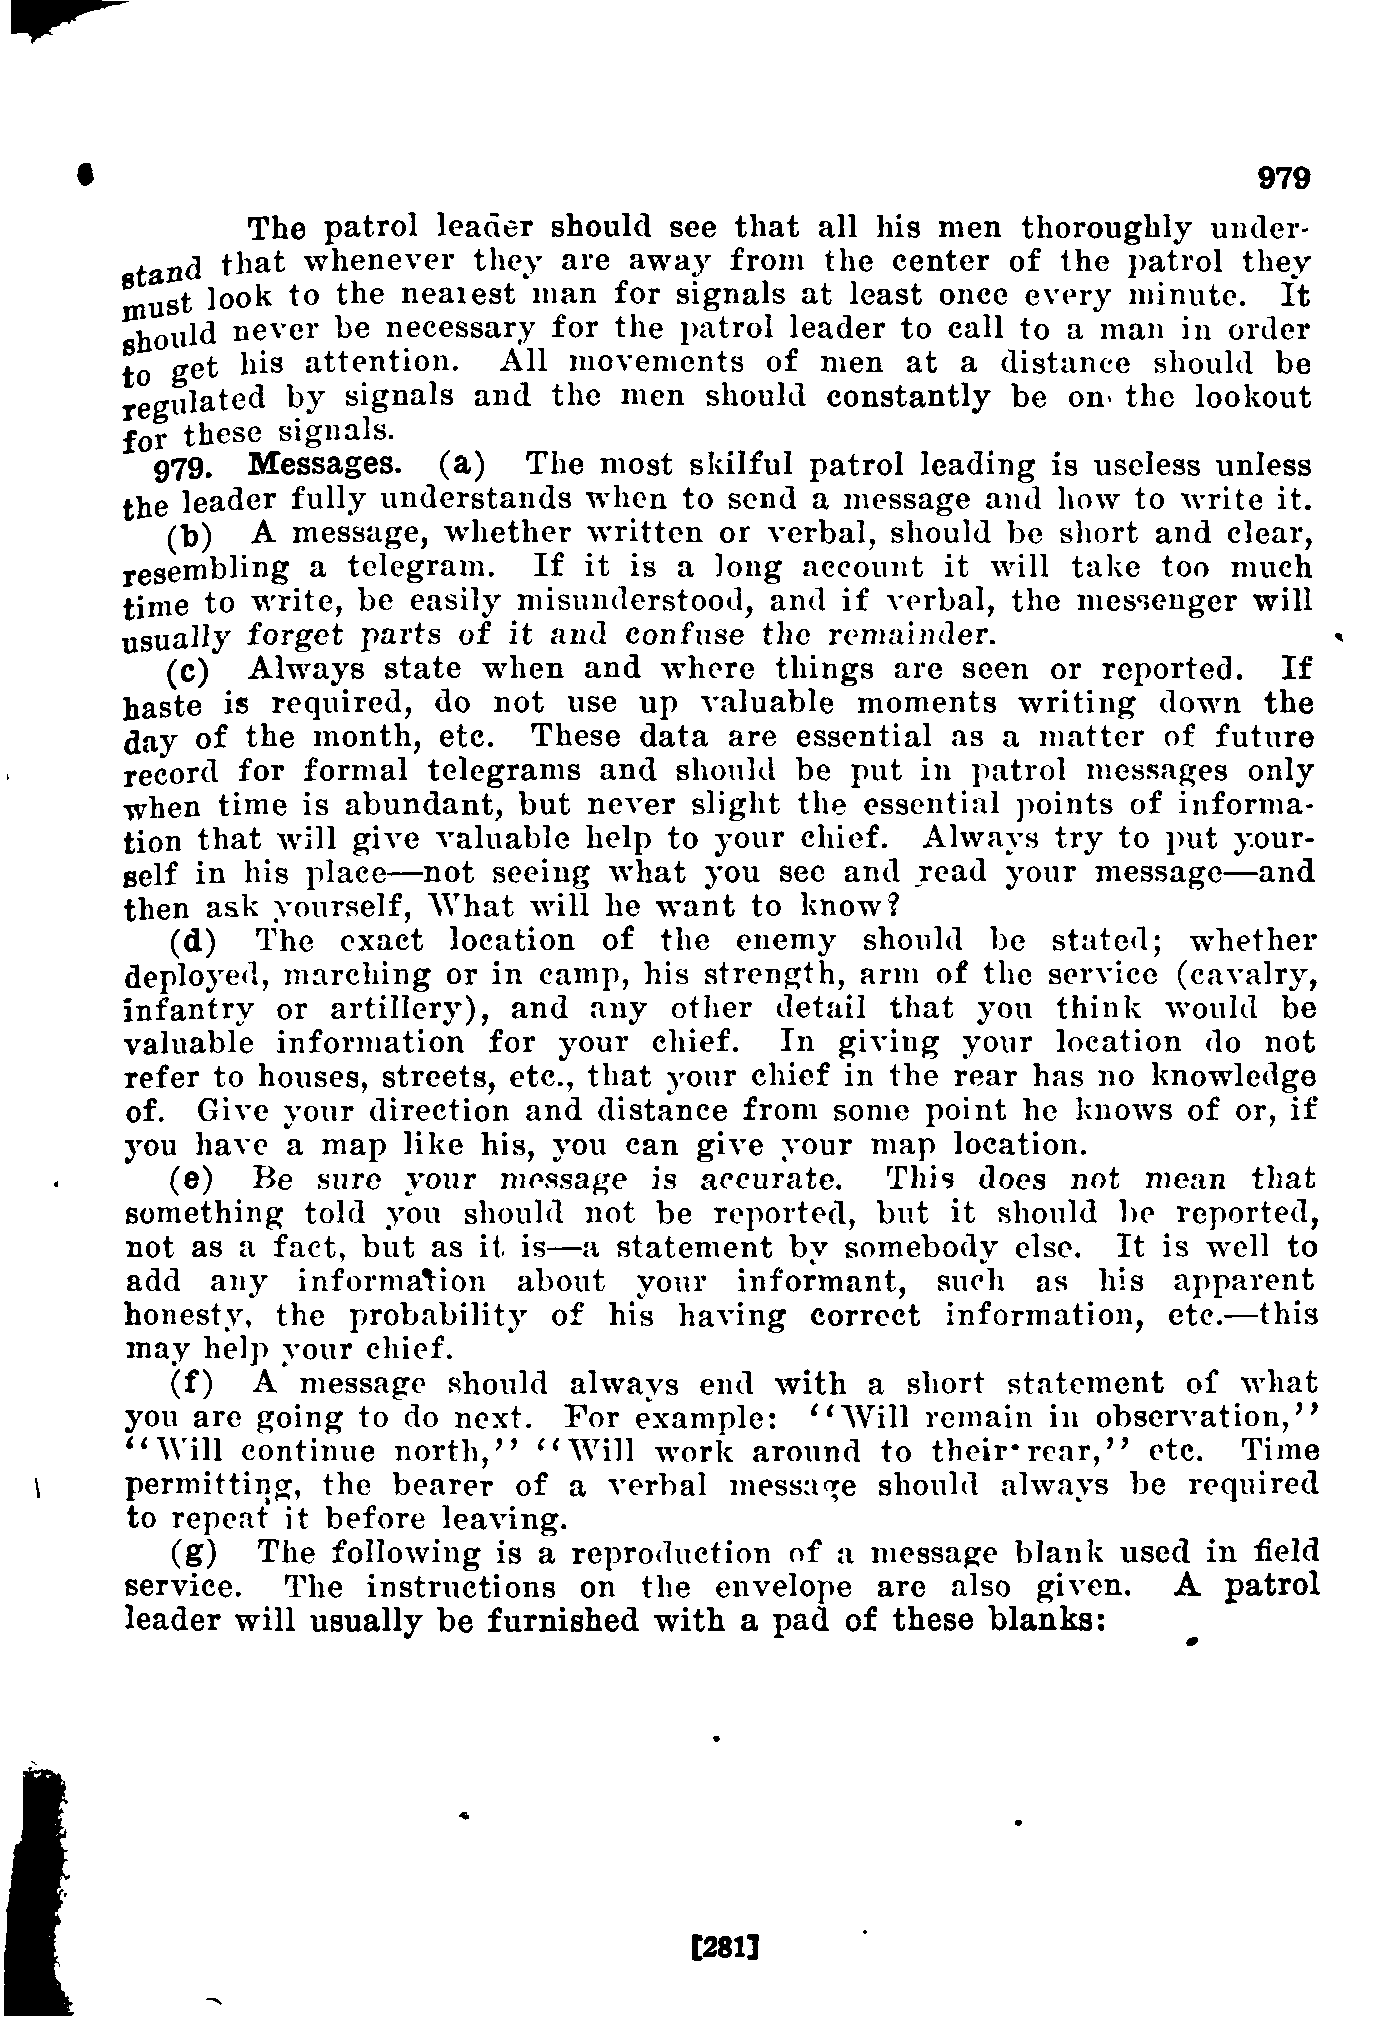 979
The patrol leader should see that all his men thoroughly under-
stand that whenever they are away from the center of the patrol they
must look to the nearest man for signals at least once every minute. It
should never be necessary for the patrol leader to call to a man in order
to get his attention. All movements of men at a distance should be
regulated by signals and the men should constantly be on the lookout
for these signals.
979. Messages. (a) The most skilful patrol leading is useless unless
the leader fully understands when to send a message and how to write it.
(b) A message, whether written or verbal, should be short and clear,
resembling a telegram. If it is a long account it will take too much
time to write, be easily misunderstood, and if verbal, the messenger will
usually forget parts of it and confuse the remainder.
(c) Always state when and where things are seen or reported. If
haste is required, do not use up valuable moments writing down the
day of the month, etc. These data are essential as a matter of future
record for formal telegrams and should be put in patrol messages only
when time is abundant, but never slight the essential points of informa-
tion that will give valuable help to your chief. Always try to put your-
self in his place—not seeing what you see and read your message—and
then ask yourself, What will he want to know?
(d) The exact location of the enemy should be stated; whether
deployed, marching or in camp, his strength, arm of the service (cavalry,
infantry or artillery), and any other detail that you think would be
valuable information for your chief. In giving your location do not
refer to houses, streets, etc., that your chief in the rear has no knowledge
of. Give your direction and distance from some point he knows of or, if
you have a map like his, you can give your map location.
(e) Be sure your message is accurate. This does not mean that
something told you should not be reported, but it should be reported,
not as a fact, but as it is—a statement by somebody else. It is well to
add any information about your informant, such as his apparent
honesty, the probability of his having correct information, etc.—this
may help your chief.
(f) A message should always end with a short statement of what
you are going to do next. For example: "Will remain in observation,"
"Will continue north," "Will work around to their rear," etc. Time
permitting, the bearer of a verbal message should always be required
to repeat it before leaving.
(g) The following is a reproduction of a message blank used in field
service. The instructions on the envelope are also given. A patrol
leader will usually be furnished with a pad of these blanks:
[281]